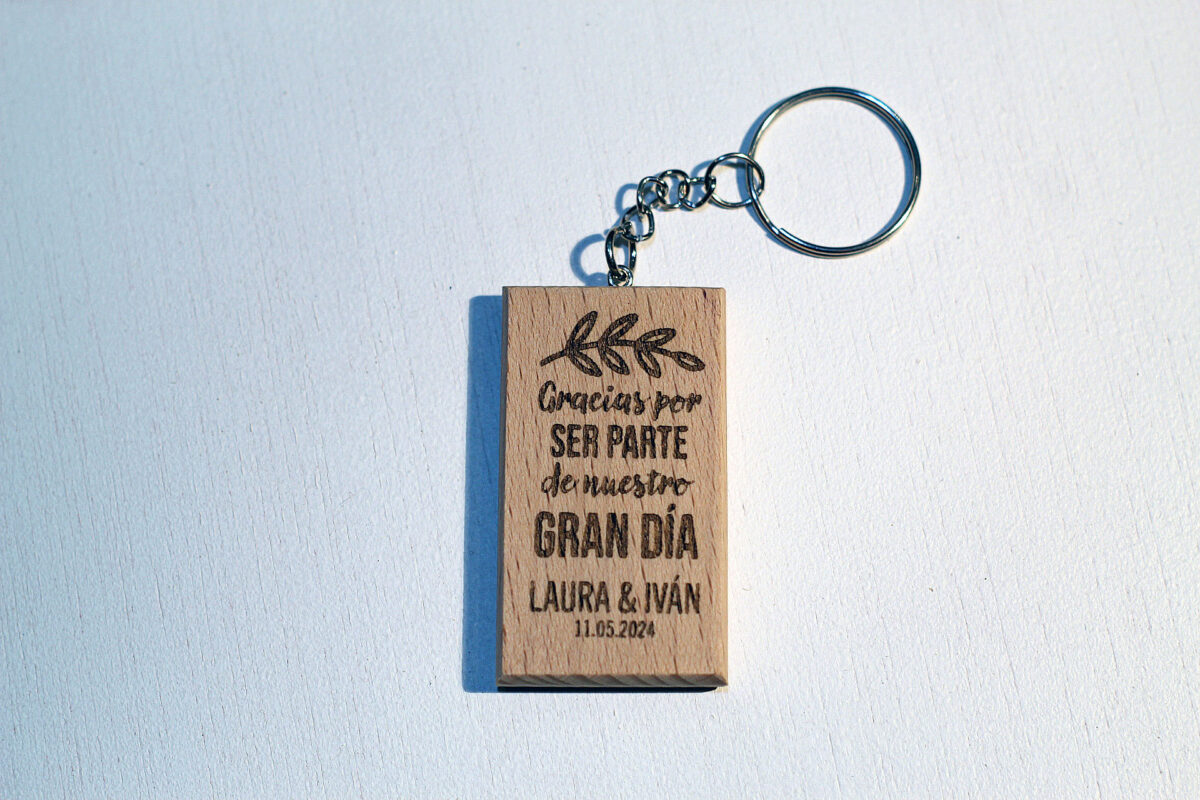 Gracias por
SER PARTE
de nuestro
GRAN DÍA
LAURA & IVÁN
11.05.2024